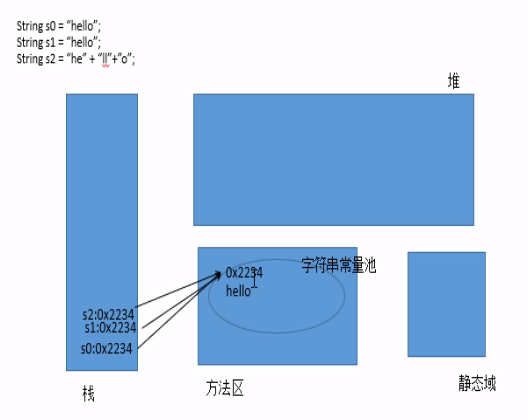 String s0 = “hello”;
String s1 = “hello”;
String s2 = “he” + “ll”+”o”;
堆
字符串常量池
0x2234
hello
s2:0x2234
s1:0x2234
s0:0x2234
栈
方法区
静态域